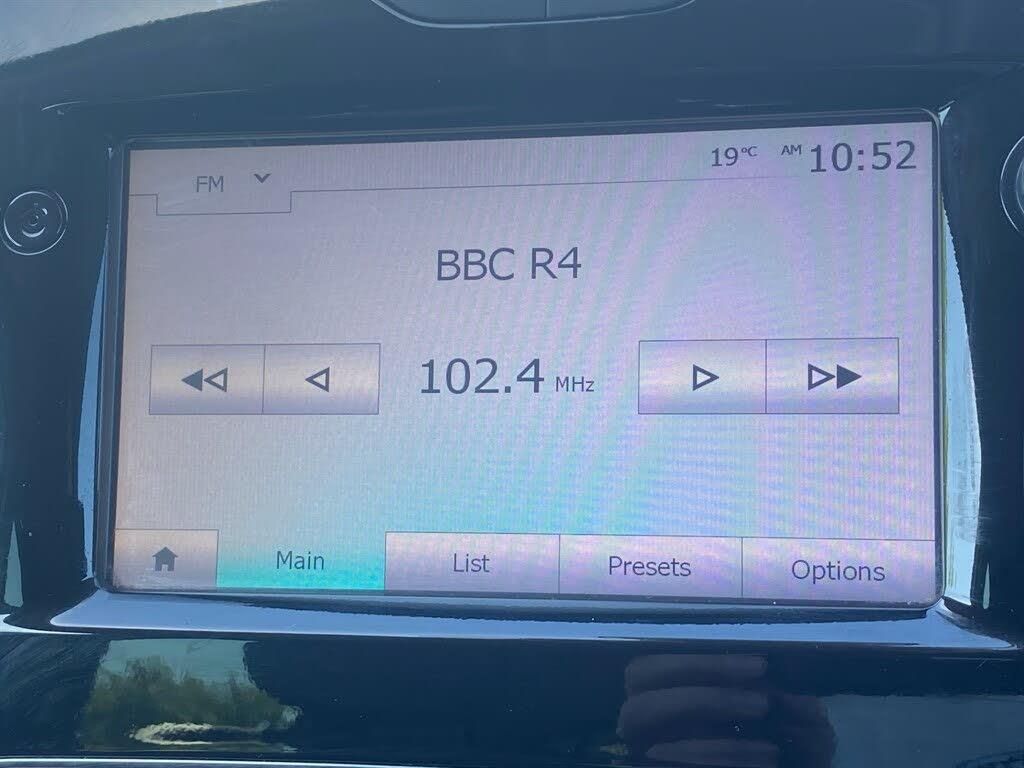 FM
19°C AM 10:52
BBC R4
102.4 MHz
Main List Presets Options